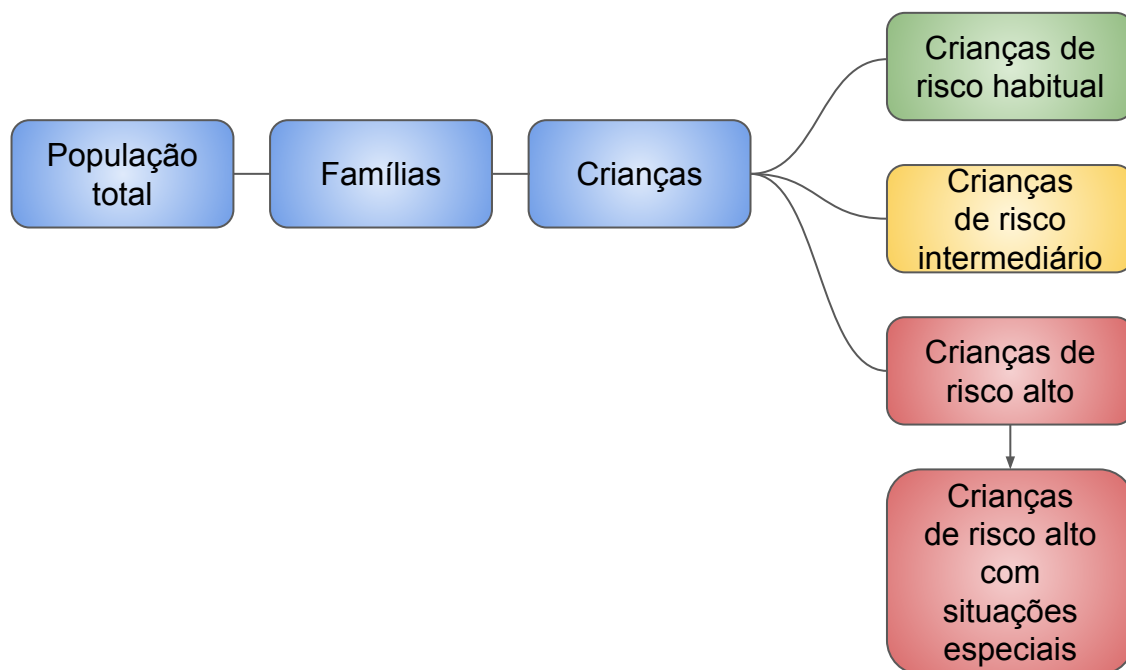 População
total
Famílias
Crianças
Crianças de
risco habitual
Crianças
de risco
intermediário
Crianças de
risco alto
Crianças
de risco alto
com
situações
especiais